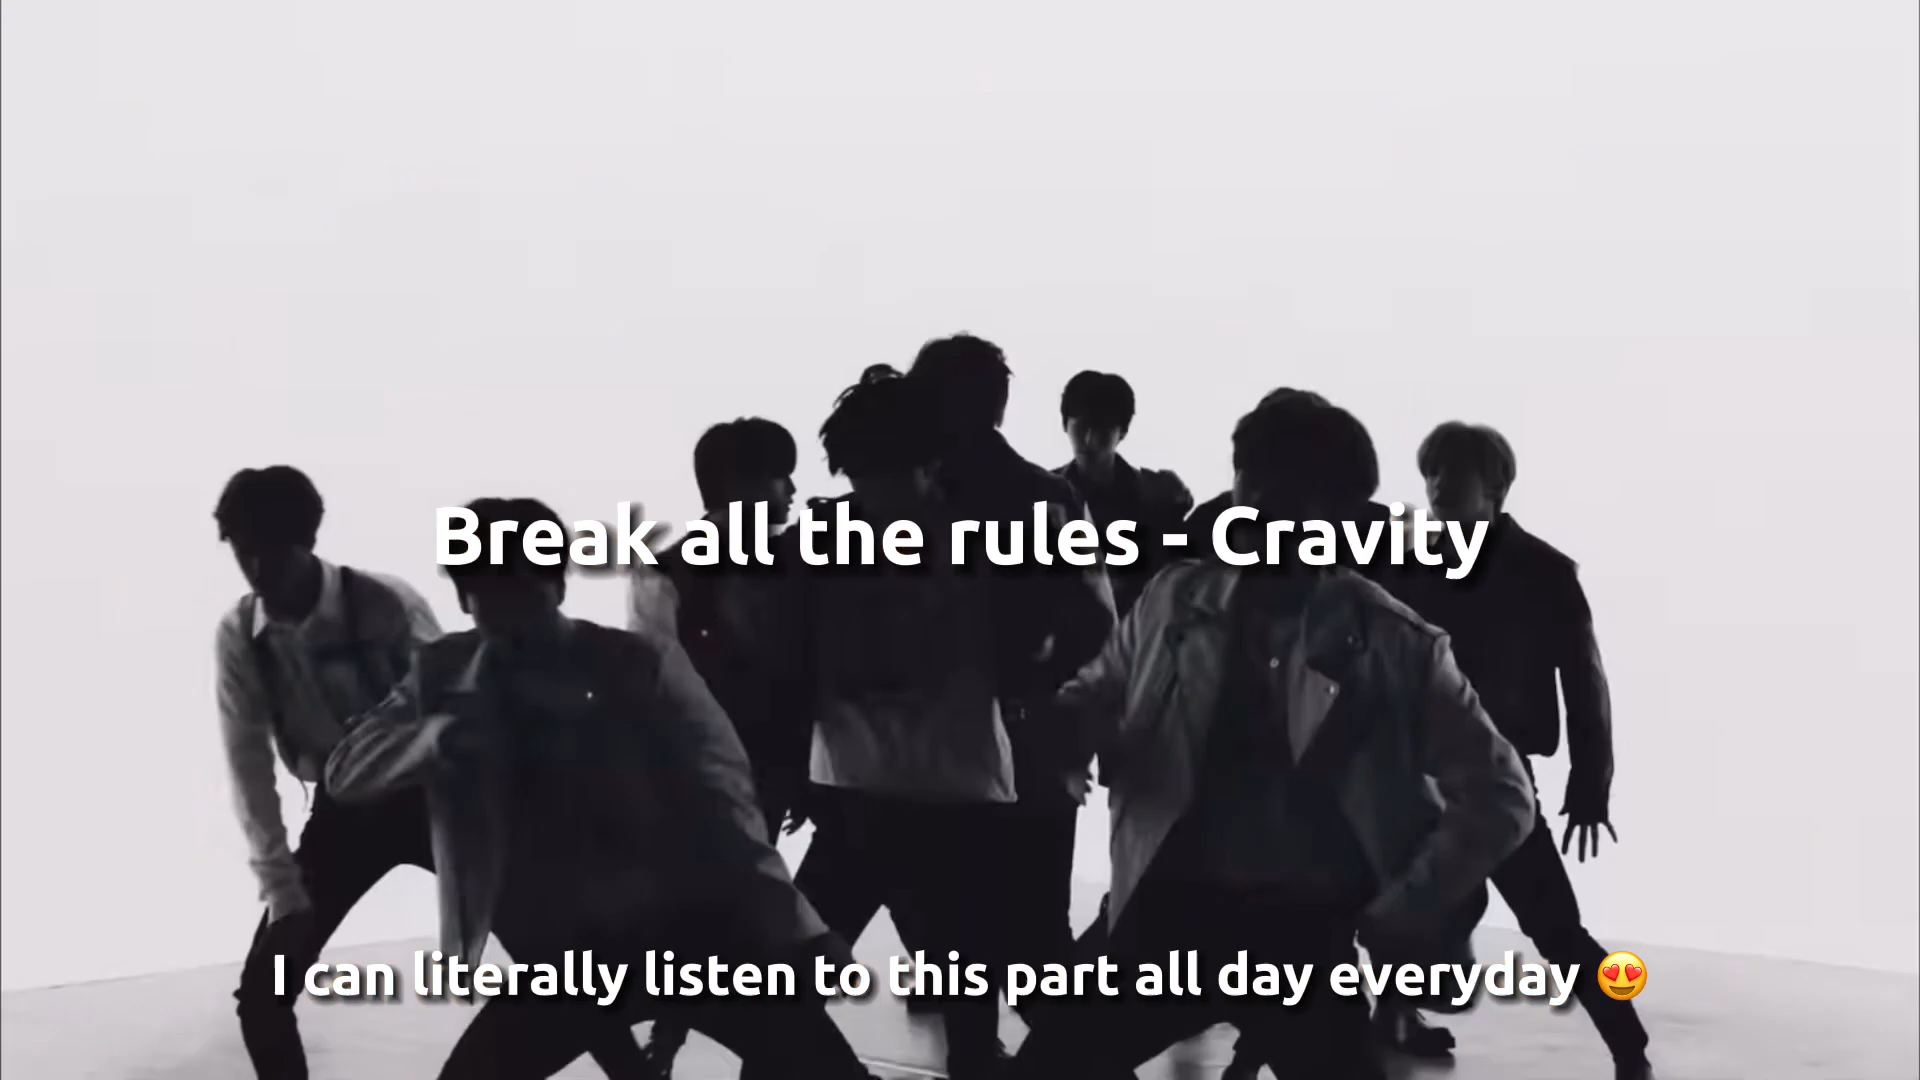 Break all the rules - Cravity
I can literally listen to this part all day everyday 😍